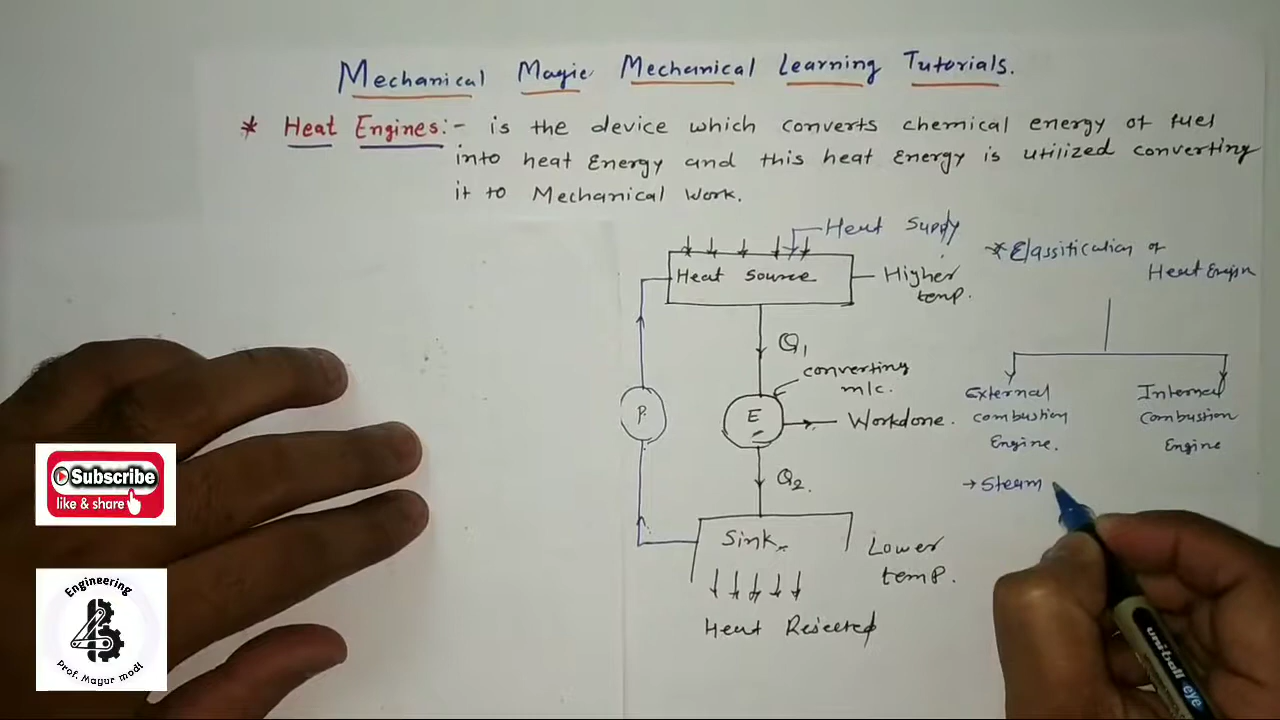 Mechanical Magic Mechanical Learning Tutorials.
* Heat Engines:- is the device which converts chemical energy of fuel
into heat Energy and this heat Energy is utilized converting
it to Mechanical Work.
Heat Supply
Heat Source
Higher
temp.
Q1
converting
m/c.
P.
E
Workdone.
Q2.
Sink
Lower
temp.
Heat Rejected
* Classification of
Heat Engin
External
combustion
Engine.
Internal
Combustion
Engine
→ Steam
Subscribe
like & share
Engineering
Prof. Mayur modi
uniball eye